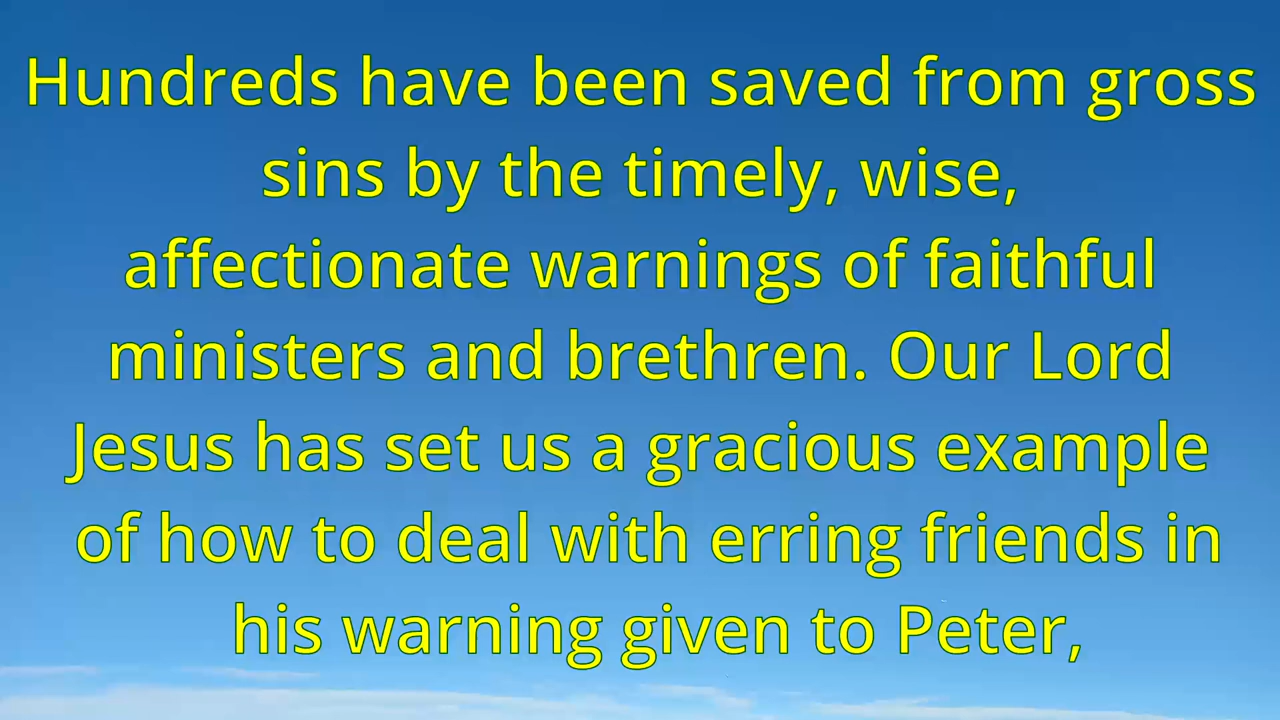 Hundreds have been saved from gross
sins by the timely, wise,
affectionate warnings of faithful
ministers and brethren. Our Lord
Jesus has set us a gracious example
of how to deal with erring friends in
his warning given to Peter,